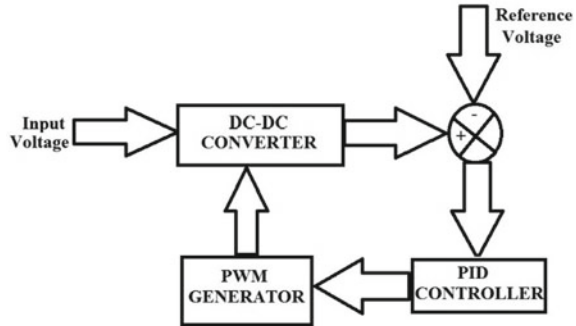 Reference
Voltage
Input
Voltage
DC-DC
CONVERTER
-
+
PWM
GENERATOR
PID
CONTROLLER